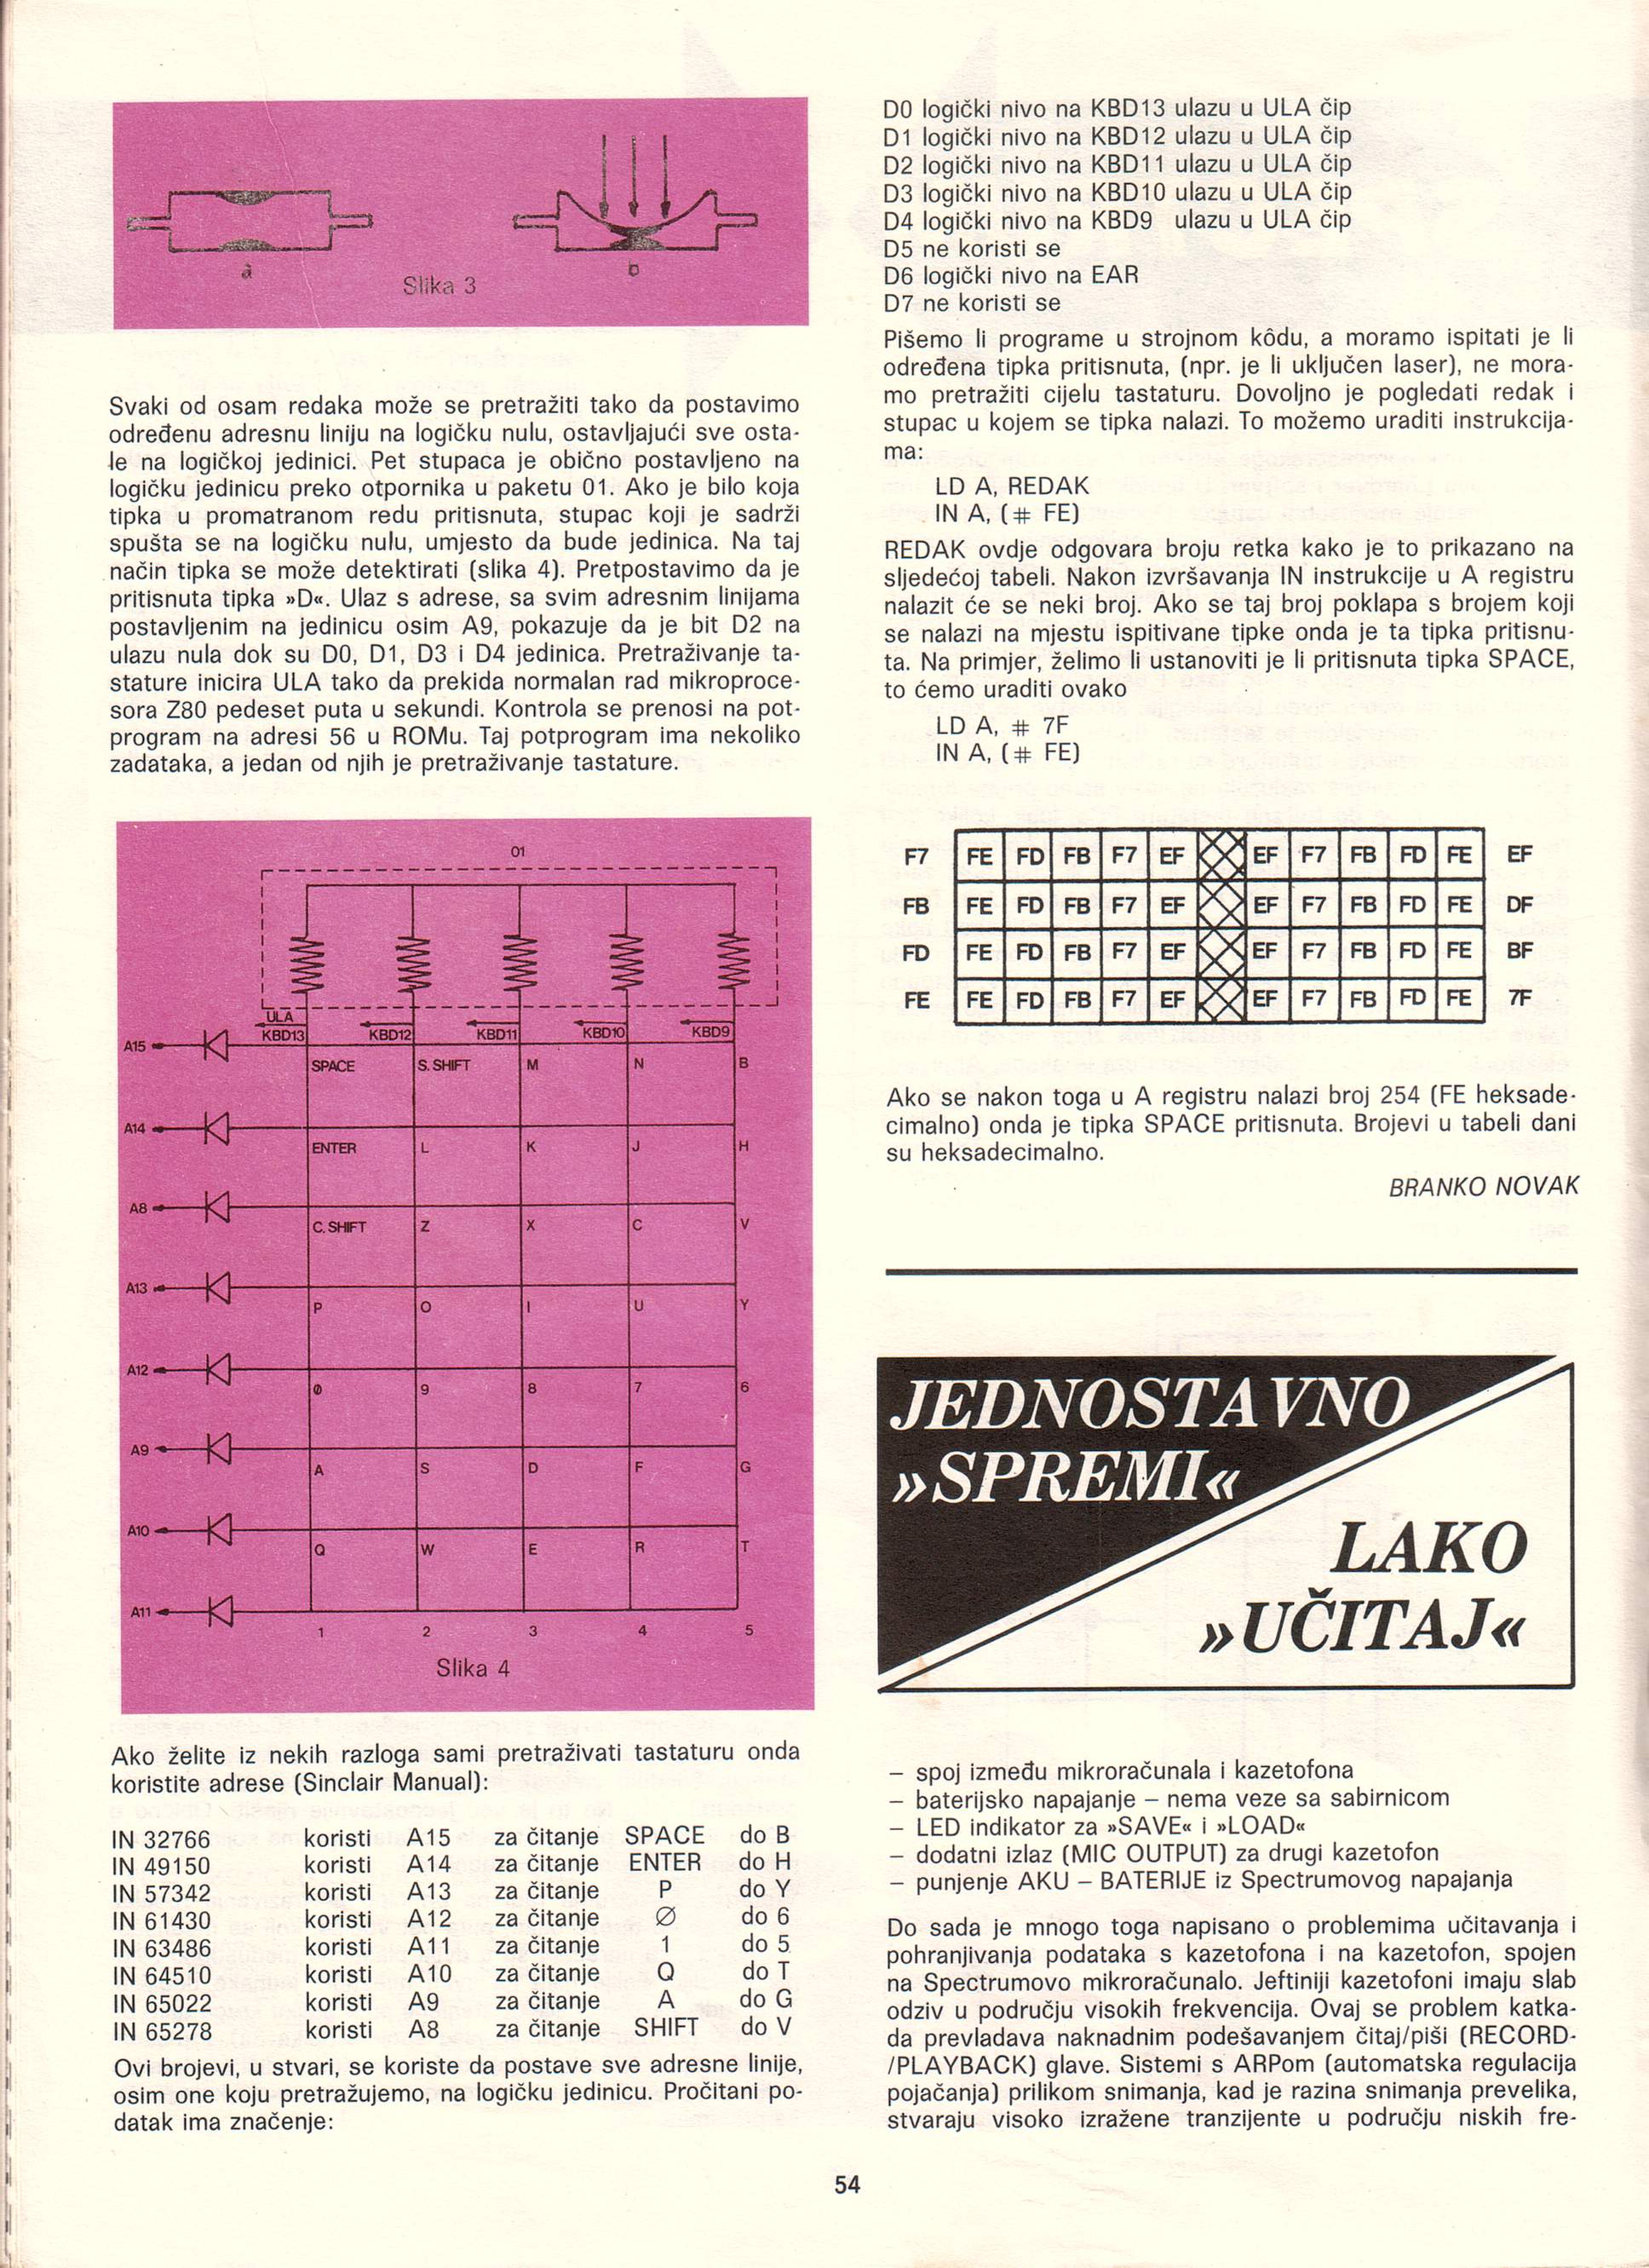 a
b
Slika 3
Svaki od osam redaka može se pretražiti tako da postavimo
određenu adresnu liniju na logičku nulu, ostavljajući sve osta-
le na logičkoj jedinici. Pet stupaca je obično postavljeno na
logičku jedinicu preko otpornika u paketu 01. Ako je bilo koja
tipka u promatranom redu pritisnuta, stupac koji je sadrži
spušta se na logičku nulu, umjesto da bude jedinica. Na taj
način tipka se može detektirati (slika 4). Pretpostavimo da je
pritisnuta tipka »D«. Ulaz s adrese, sa svim adresnim linijama
postavljenim na jedinicu osim A9, pokazuje da je bit D2 na
ulazu nula dok su D0, D1, D3 i D4 jedinica. Pretraživanje ta-
stature inicira ULA tako da prekida normalan rad mikroproce-
sora Z80 pedeset puta u sekundi. Kontrola se prenosi na pot-
program na adresi 56 u ROMu. Taj potprogram ima nekoliko
zadataka, a jedan od njih je pretraživanje tastature.
01
ULA
KBD13 KBD12 KBD11 KBD10 KBD9
A15
SPACE S. SHIFT M N B
A14
ENTER L K J H
A8
C. SHIFT Z X C V
A13
P O I U Y
A12
Ø 9 8 7 6
A9
A S D F G
A10
Q W E R T
A11
1 2 3 4 5
Slika 4
Ako želite iz nekih razloga sami pretraživati tastaturu onda
koristite adrese (Sinclair Manual):
IN 32766 koristi A15 za čitanje SPACE do B
IN 49150 koristi A14 za čitanje ENTER do H
IN 57342 koristi A13 za čitanje P do Y
IN 61430 koristi A12 za čitanje Ø do 6
IN 63486 koristi A11 za čitanje 1 do 5
IN 64510 koristi A10 za čitanje Q do T
IN 65022 koristi A9 za čitanje A do G
IN 65278 koristi A8 za čitanje SHIFT do V
Ovi brojevi, u stvari, se koriste da postave sve adresne linije,
osim one koju pretražujemo, na logičku jedinicu. Pročitani po-
datak ima značenje:
D0 logički nivo na KBD13 ulazu u ULA čip
D1 logički nivo na KBD12 ulazu u ULA čip
D2 logički nivo na KBD11 ulazu u ULA čip
D3 logički nivo na KBD10 ulazu u ULA čip
D4 logički nivo na KBD9 ulazu u ULA čip
D5 ne koristi se
D6 logički nivo na EAR
D7 ne koristi se
Pišemo li programe u strojnom kôdu, a moramo ispitati je li
određena tipka pritisnuta, (npr. je li uključen laser), ne mora-
mo pretražiti cijelu tastaturu. Dovoljno je pogledati redak i
stupac u kojem se tipka nalazi. To možemo uraditi instrukcija-
ma:
LD A, REDAK
IN A, (# FE)
REDAK ovdje odgovara broju retka kako je to prikazano na
sljedećoj tabeli. Nakon izvršavanja IN instrukcije u A registru
nalazit će se neki broj. Ako se taj broj poklapa s brojem koji
se nalazi na mjestu ispitivane tipke onda je ta tipka pritisnu-
ta. Na primjer, želimo li ustanoviti je li pritisnuta tipka SPACE,
to ćemo uraditi ovako
LD A, # 7F
IN A, (# FE)
F7 FE FD FB F7 EF EF F7 FB FD FE EF
FB FE FD FB F7 EF EF F7 FB FD FE DF
FD FE FD FB F7 EF EF F7 FB FD FE BF
FE FE FD FB F7 EF EF F7 FB FD FE 7F
Ako se nakon toga u A registru nalazi broj 254 (FE heksade-
cimalno) onda je tipka SPACE pritisnuta. Brojevi u tabeli dani
su heksadecimalno.
BRANKO NOVAK
JEDNOSTAVNO
»SPREMI«
LAKO
»UČITAJ«
– spoj između mikroračunala i kazetofona
– baterijsko napajanje – nema veze sa sabirnicom
– LED indikator za »SAVE« i »LOAD«
– dodatni izlaz (MIC OUTPUT) za drugi kazetofon
– punjenje AKU – BATERIJE iz Spectrumovog napajanja
Do sada je mnogo toga napisano o problemima učitavanja i
pohranjivanja podataka s kazetofona i na kazetofon, spojen
na Spectrumovo mikroračunalo. Jeftiniji kazetofoni imaju slab
odziv u području visokih frekvencija. Ovaj se problem katka-
da prevladava naknadnim podešavanjem čitaj/piši (RECORD-
/PLAYBACK) glave. Sistemi s ARPom (automatska regulacija
pojačanja) prilikom snimanja, kad je razina snimanja prevelika,
stvaraju visoko izražene tranzijente u području niskih fre-
54